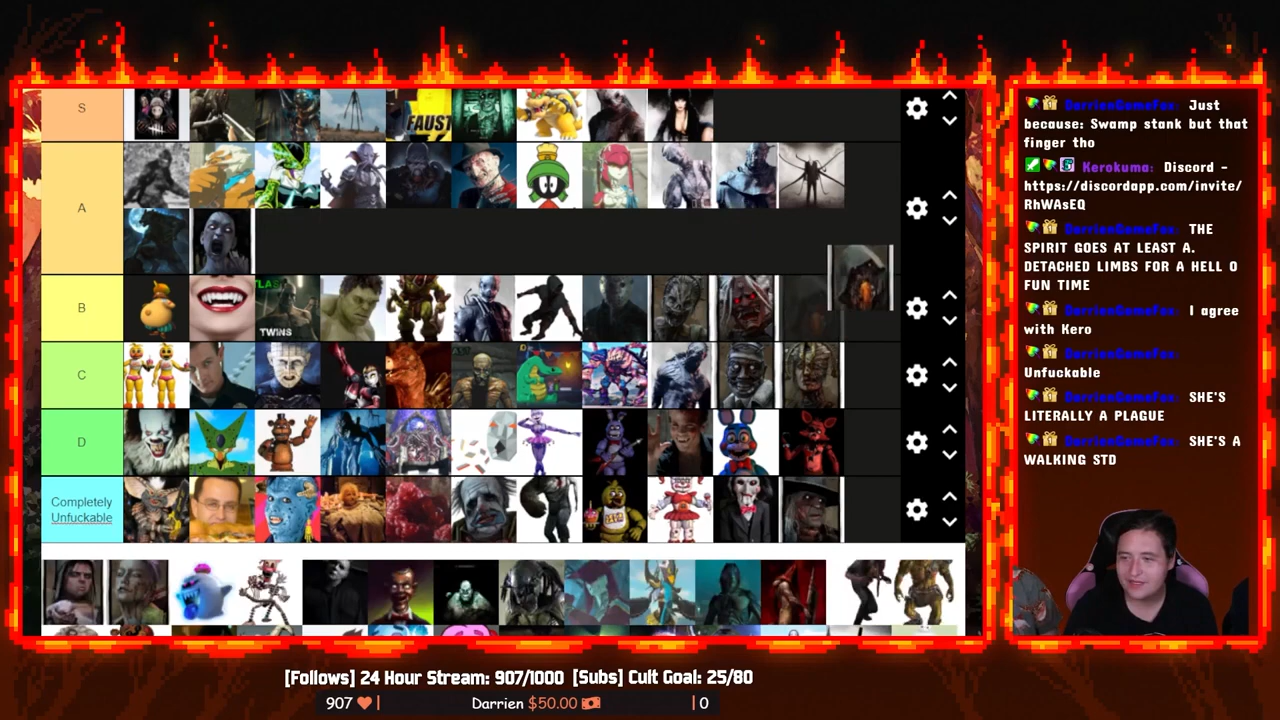 S
FAUST
A
B
TWINS
C
D
Completely
Unfuckable
DarrienGameFox: Just
because: Swamp stank but that
finger tho
Kerokuma: Discord -
https://discordapp.com/invite/
RhWAsEQ
DarrienGameFox: THE
SPIRIT GOES AT LEAST A.
DETACHED LIMBS FOR A HELL O
FUN TIME
DarrienGameFox: I agree
with Kero
DarrienGameFox:
Unfuckable
DarrienGameFox: SHE'S
LITERALLY A PLAGUE
DarrienGameFox: SHE'S A
WALKING STD
[Follows] 24 Hour Stream: 907/1000 [Subs] Cult Goal: 25/80
907 Darrien $50.00 0